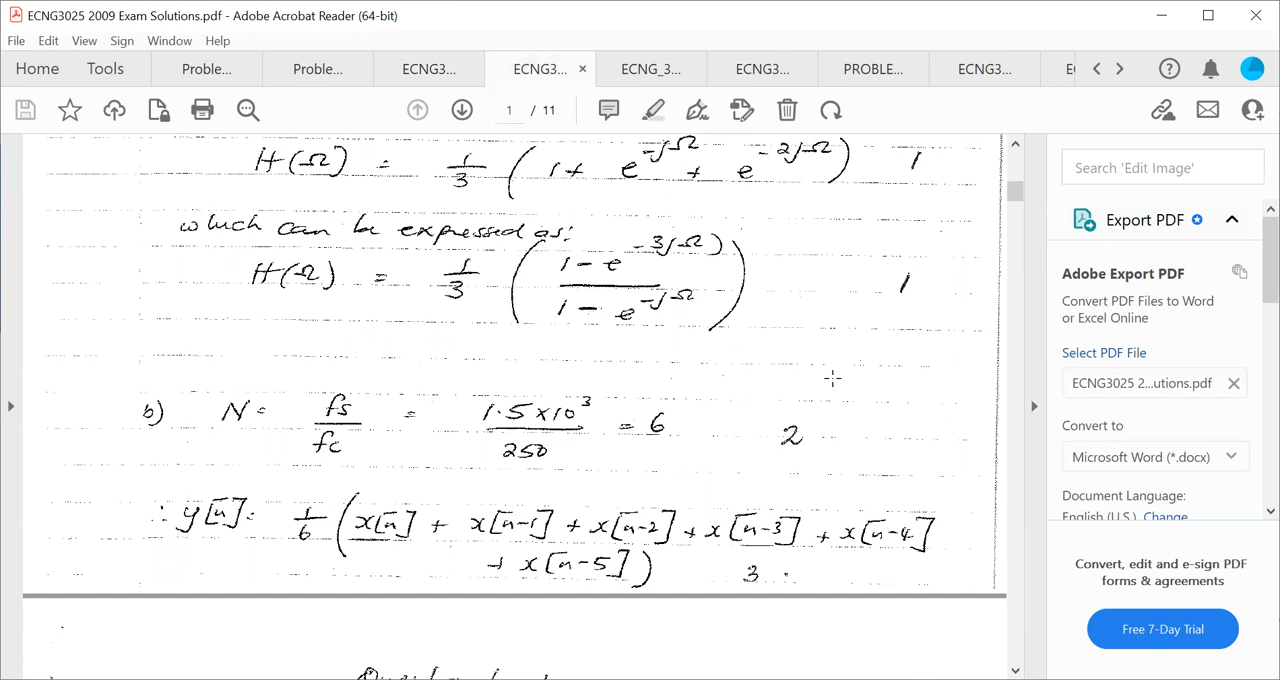 ECNG3025 2009 Exam Solutions.pdf - Adobe Acrobat Reader (64-bit)
File Edit View Sign Window Help
Home Tools Proble... Proble... ECNG3... ECNG3... × ECNG_3... ECNG3... PROBLE... ECNG3...
1 / 11
H(Ω) = 1/3 (1 + e^-jΩ + e^-2jΩ) 1
which can be expressed as:
H(Ω) = 1/3 ((1 - e^-3jΩ) / (1 - e^-jΩ)) 1
b) N = fs/fc = 1.5×10^3/250 = 6 2
∴ y[n] = 1/6 (x[n] + x[n-1] + x[n-2] + x[n-3] + x[n-4]
+ x[n-5]) 3
Search 'Edit Image'
Export PDF
Adobe Export PDF
Convert PDF Files to Word
or Excel Online
Select PDF File
ECNG3025 2...utions.pdf
Convert to
Microsoft Word (*.docx)
Document Language:
English (U.S.) Change
Convert, edit and e-sign PDF
forms & agreements
Free 7-Day Trial